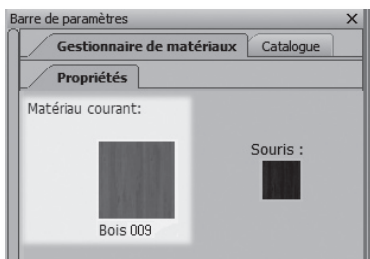 Barre de paramètres
Gestionnaire de matériaux Catalogue
Propriétés
Matériau courant:
Souris :
Bois 009